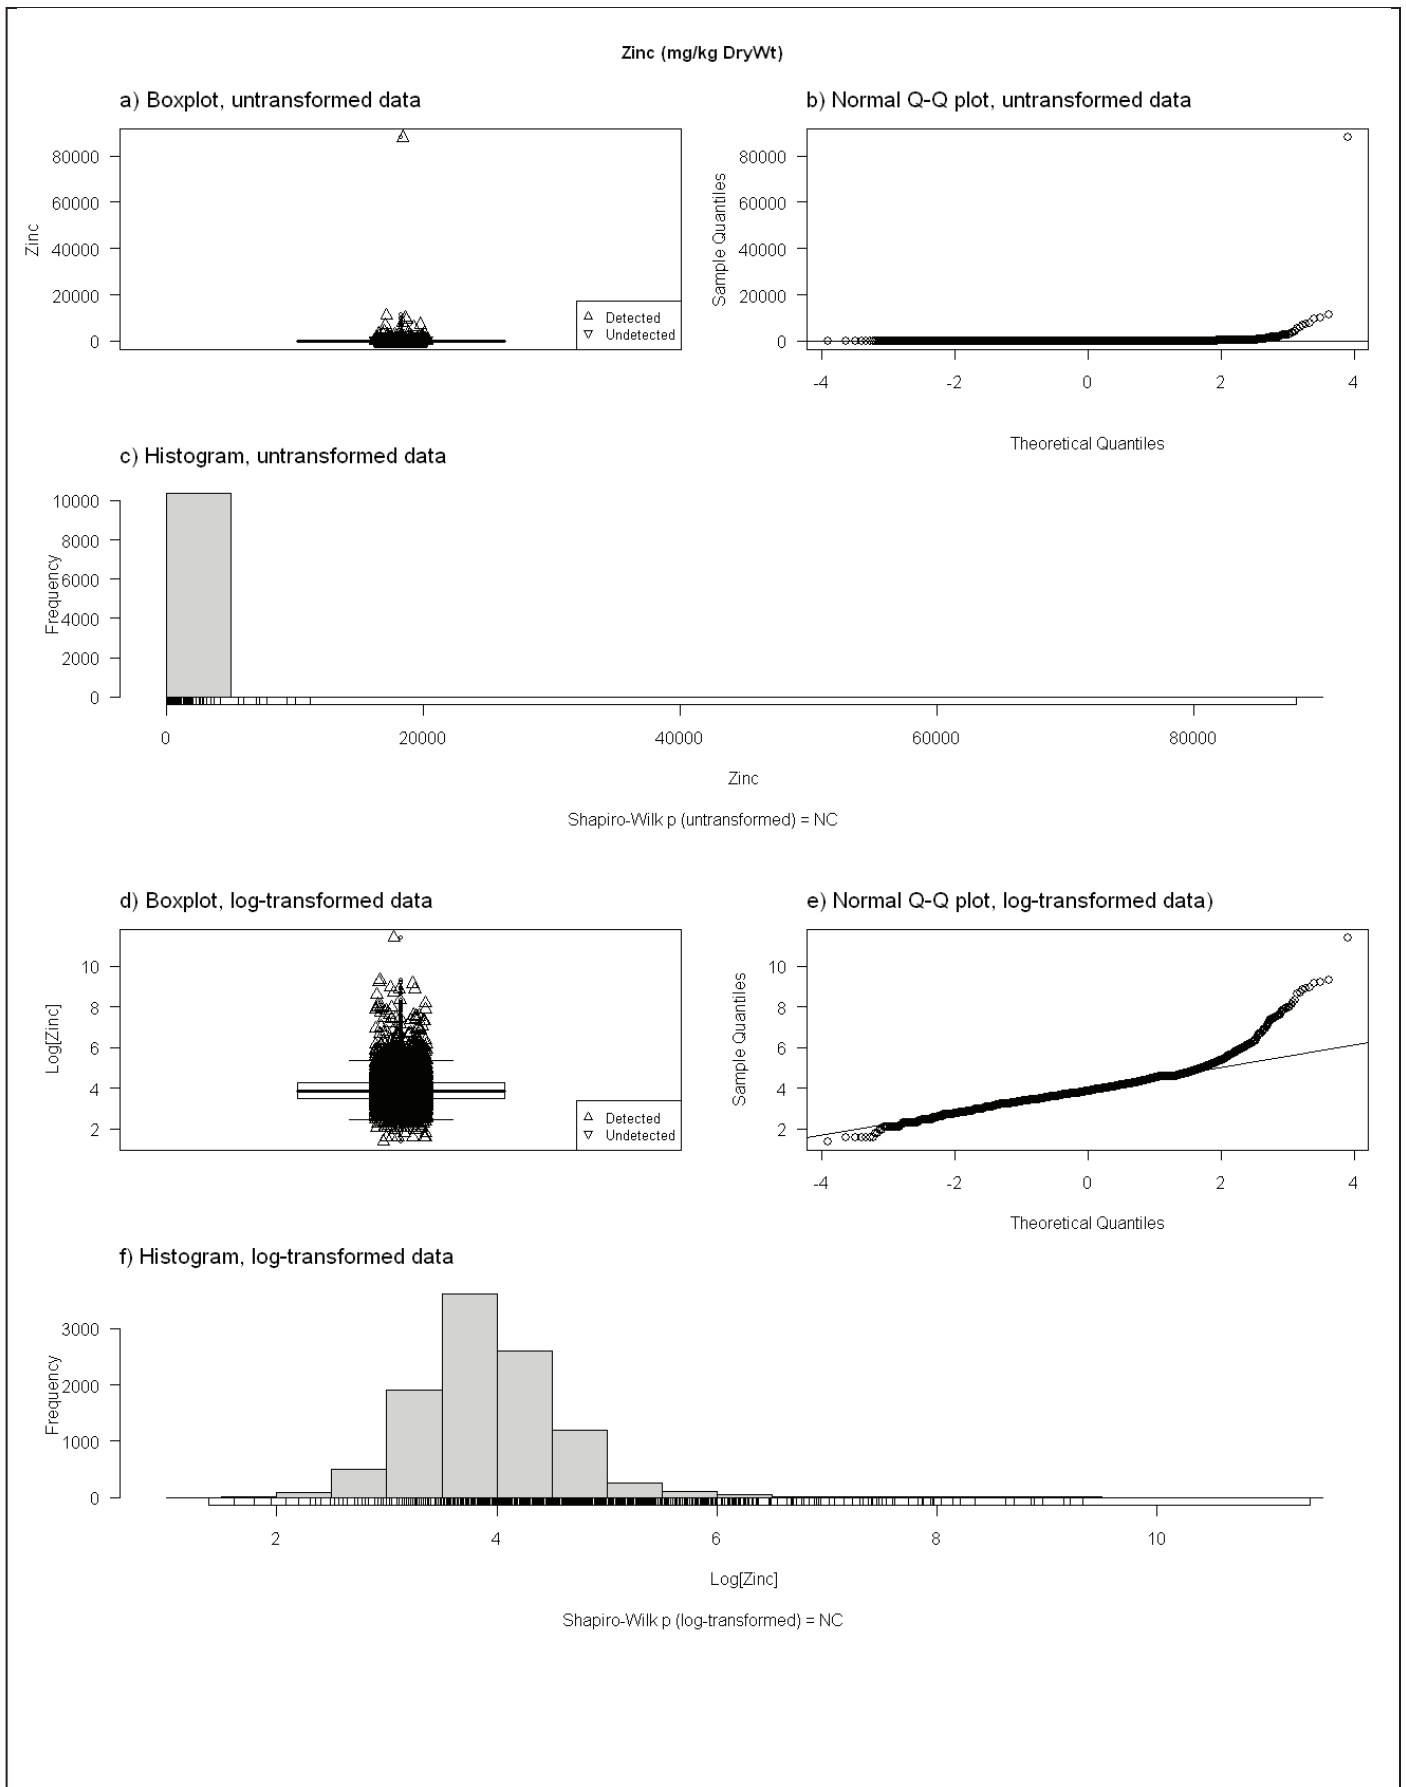 Zinc (mg/kg DryWt)
a) Boxplot, untransformed data
Zinc
80000
60000
40000
20000
0
Detected
Undetected
b) Normal Q-Q plot, untransformed data
Sample Quantiles
80000
60000
40000
20000
0
-4 -2 0 2 4
Theoretical Quantiles
c) Histogram, untransformed data
Frequency
10000
8000
6000
4000
2000
0
0 20000 40000 60000 80000
Zinc
Shapiro-Wilk p (untransformed) = NC
d) Boxplot, log-transformed data
Log[Zinc]
10
8
6
4
2
Detected
Undetected
e) Normal Q-Q plot, log-transformed data)
Sample Quantiles
10
8
6
4
2
-4 -2 0 2 4
Theoretical Quantiles
f) Histogram, log-transformed data
Frequency
3000
2000
1000
0
2 4 6 8 10
Log[Zinc]
Shapiro-Wilk p (log-transformed) = NC